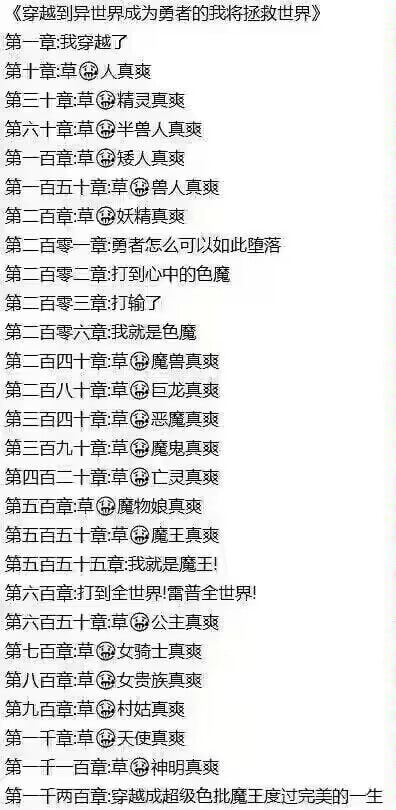 《穿越到异世界成为勇者的我将拯救世界》
第一章:我穿越了
第十章:草🤮人真爽
第三十章:草🤮精灵真爽
第六十章:草🤮半兽人真爽
第一百章:草🤮矮人真爽
第一百五十章:草🤮兽人真爽
第二百章:草🤮妖精真爽
第二百零一章:勇者怎么可以如此堕落
第二百零二章:打到心中的色魔
第二百零三章:打输了
第二百零六章:我就是色魔
第二百四十章:草🤮魔兽真爽
第二百八十章:草🤮巨龙真爽
第三百四十章:草🤮恶魔真爽
第三百九十章:草🤮魔鬼真爽
第四百二十章:草🤮亡灵真爽
第五百章:草🤮魔物娘真爽
第五百五十章:草🤮魔王真爽
第五百五十五章:我就是魔王!
第六百章:打到全世界!雷普全世界!
第六百五十章:草🤮公主真爽
第七百章:草🤮女骑士真爽
第八百章:草🤮女贵族真爽
第九百章:草🤮村姑真爽
第一千章:草🤮天使真爽
第一千一百章:草🤮神明真爽
第一千两百章:穿越成超级色批魔王度过完美的一生